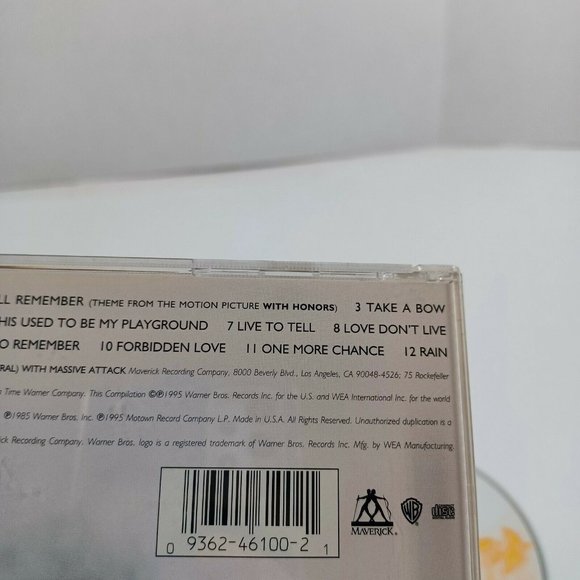 LL REMEMBER (THEME FROM THE MOTION PICTURE WITH HONORS) 3 TAKE A BOW
HIS USED TO BE MY PLAYGROUND 7 LIVE TO TELL 8 LOVE DON'T LIVE
O REMEMBER 10 FORBIDDEN LOVE 11 ONE MORE CHANCE 12 RAIN
RAL) WITH MASSIVE ATTACK Maverick Recording Company, 8000 Beverly Blvd., Los Angeles, CA 90048-4526; 75 Rockefeller
a Time Warner Company. This Compilation ©℗1995 Warner Bros. Records Inc. for the U.S. and WEA International Inc. for the world
℗1985 Warner Bros. Inc. ℗1995 Motown Record Company L.P. Made in U.S.A. All Rights Reserved. Unauthorized duplication is a
rick Recording Company. Warner Bros. logo is a registered trademark of Warner Bros. Records Inc. Mfg. by WEA Manufacturing.
0 9362-46100-2 1
MAVERICK
WB
disc